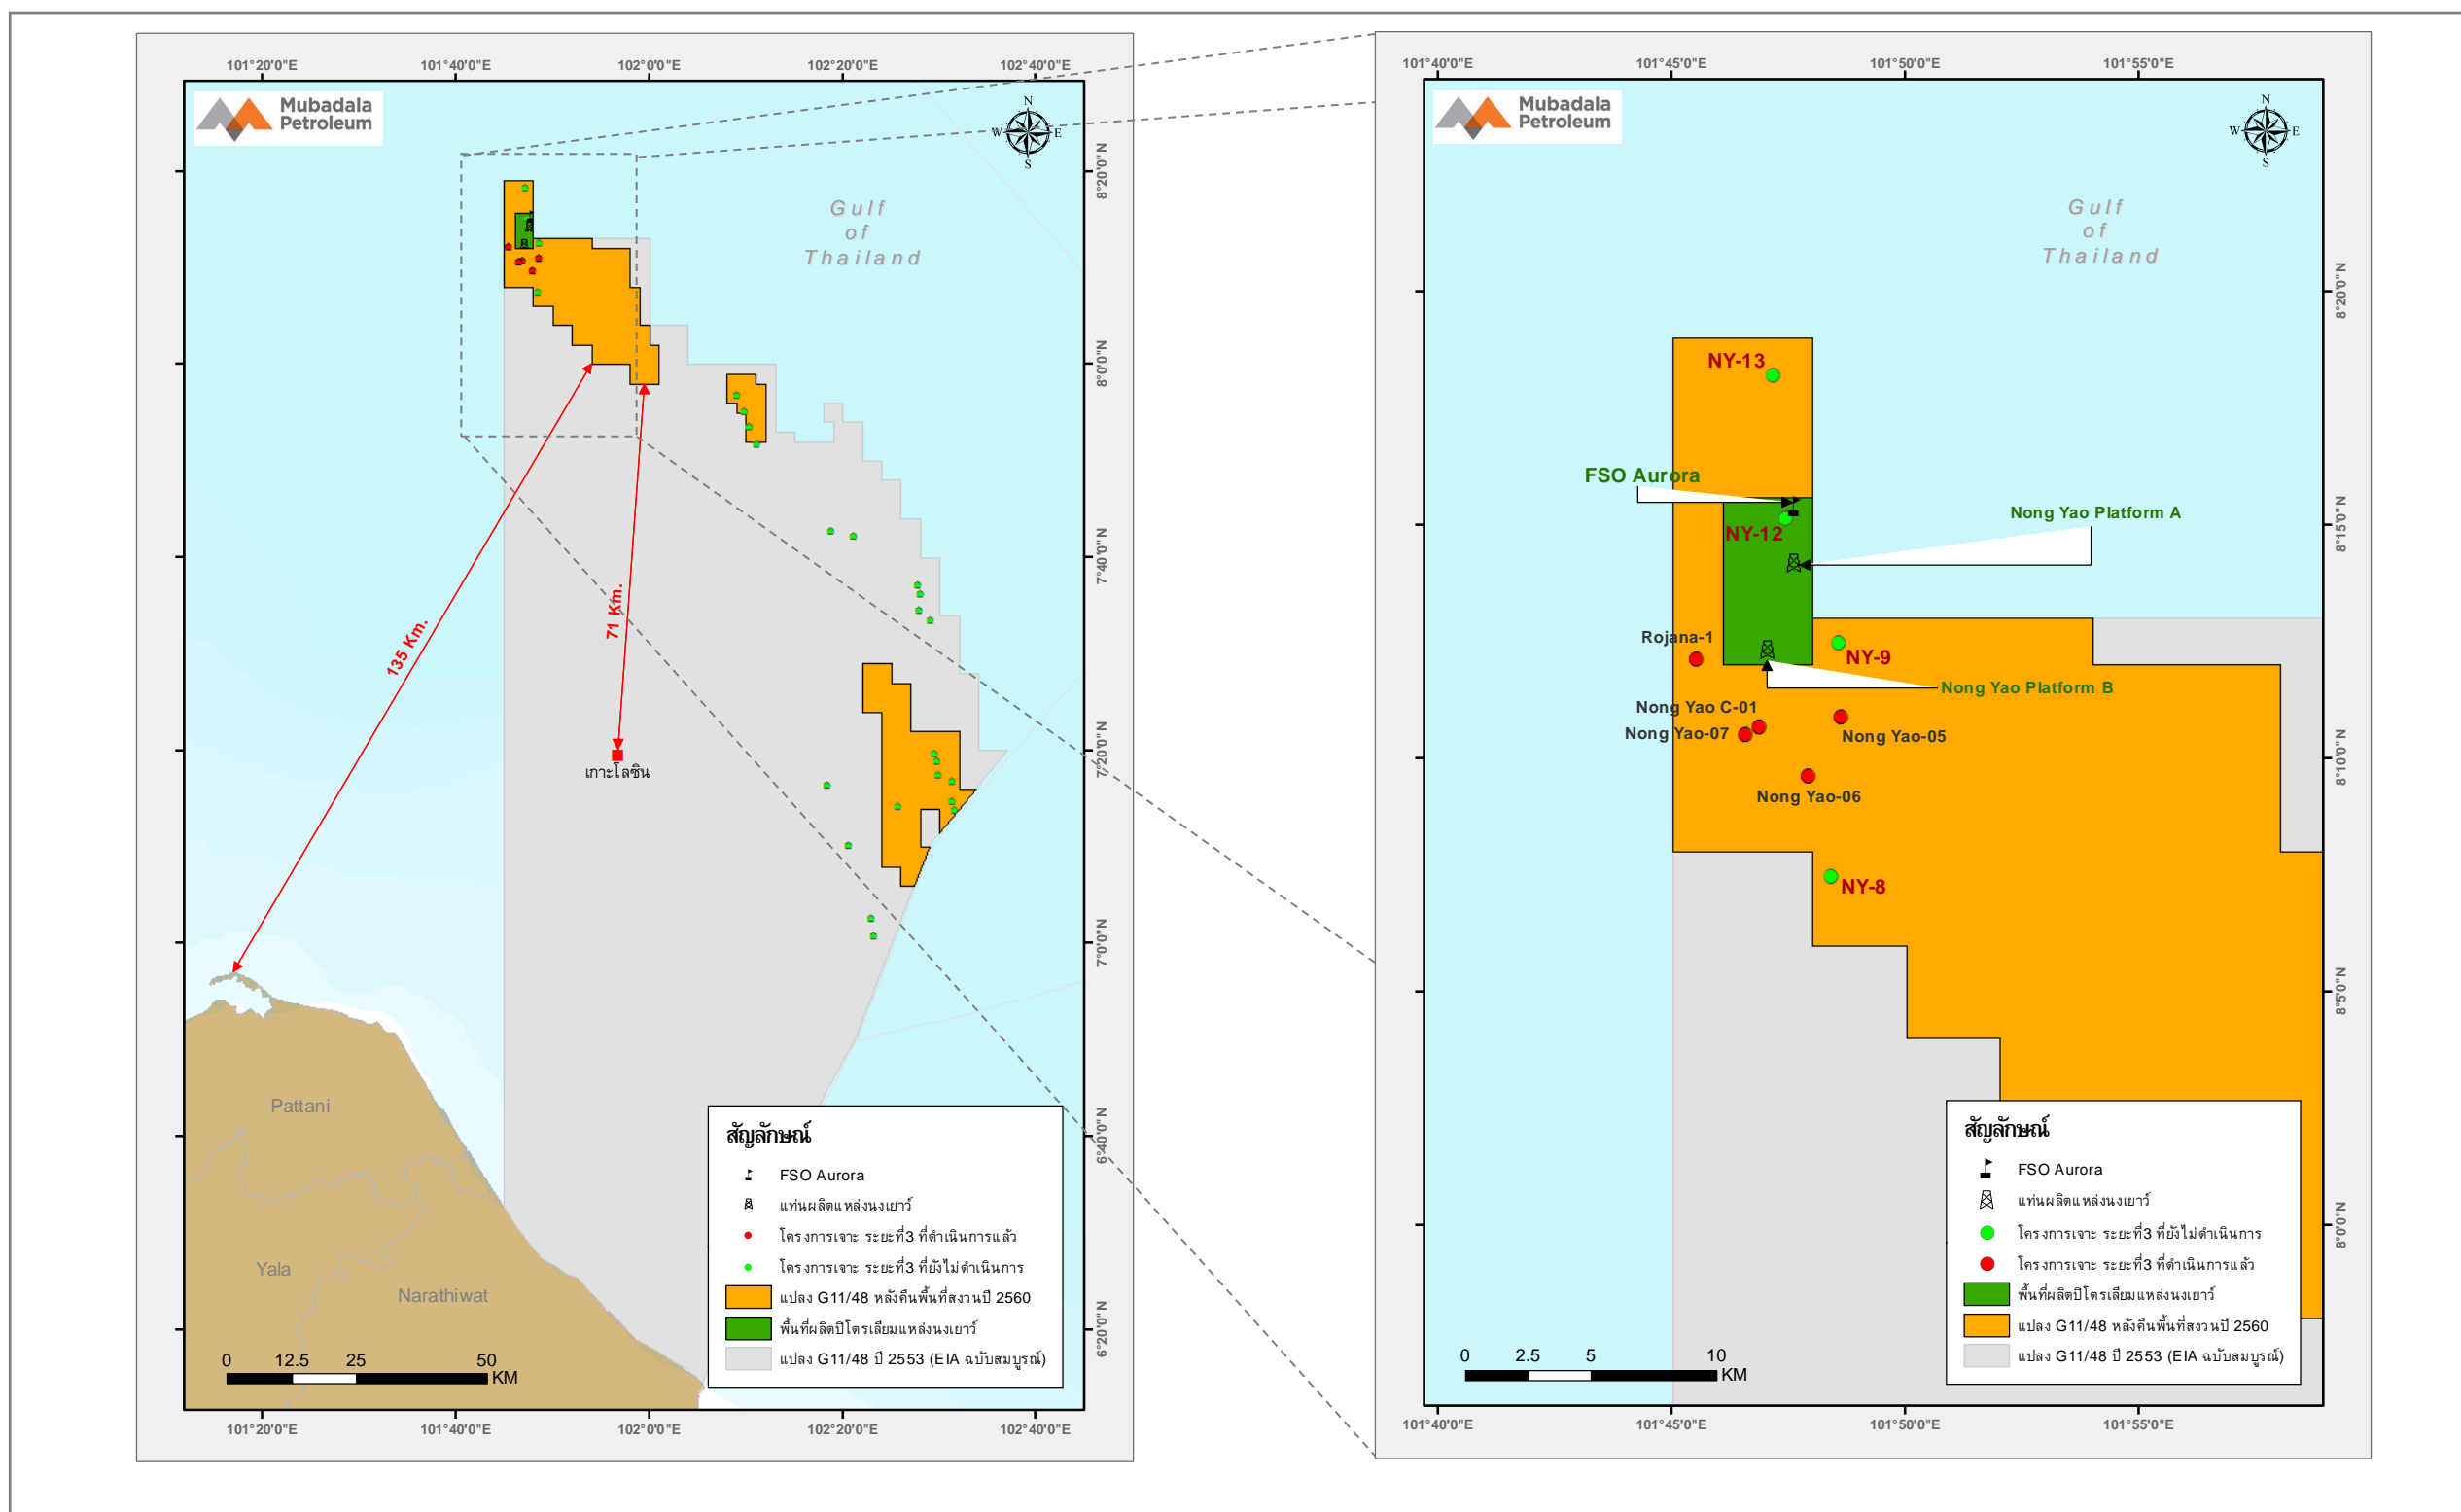 101°20'0"E
101°40'0"E
102°0'0"E
102°20'0"E
102°40'0"E
Mubadala
Petroleum
N
W
E
S
8°20'0"N
8°0'0"N
7°40'0"N
7°20'0"N
7°0'0"N
6°40'0"N
6°20'0"N
Gulf
of
Thailand
135 Km.
71 Km.
เกาะโลซิน
Pattani
Yala
Narathiwat
0 12.5 25 50
KM
สัญลักษณ์
FSO Aurora
แท่นผลิตแหล่งนงเยาว์
โครงการเจาะ ระยะที่3 ที่ดำเนินการแล้ว
โครงการเจาะ ระยะที่3 ที่ยังไม่ดำเนินการ
แปลง G11/48 หลังคืนพื้นที่สงวนปี 2560
พื้นที่ผลิตปิโตรเลียมแหล่งนงเยาว์
แปลง G11/48 ปี 2553 (EIA ฉบับสมบูรณ์)
101°20'0"E
101°40'0"E
102°0'0"E
102°20'0"E
102°40'0"E
101°40'0"E
101°45'0"E
101°50'0"E
101°55'0"E
Mubadala
Petroleum
N
W
E
S
Gulf
of
Thailand
8°20'0"N
8°15'0"N
8°10'0"N
8°5'0"N
8°0'0"N
NY-13
FSO Aurora
NY-12
Nong Yao Platform A
Rojana-1
NY-9
Nong Yao Platform B
Nong Yao C-01
Nong Yao-07
Nong Yao-05
Nong Yao-06
NY-8
0 2.5 5 10
KM
สัญลักษณ์
FSO Aurora
แท่นผลิตแหล่งนงเยาว์
โครงการเจาะ ระยะที่3 ที่ยังไม่ดำเนินการ
โครงการเจาะ ระยะที่3 ที่ดำเนินการแล้ว
พื้นที่ผลิตปิโตรเลียมแหล่งนงเยาว์
แปลง G11/48 หลังคืนพื้นที่สงวนปี 2560
แปลง G11/48 ปี 2553 (EIA ฉบับสมบูรณ์)
101°40'0"E
101°45'0"E
101°50'0"E
101°55'0"E